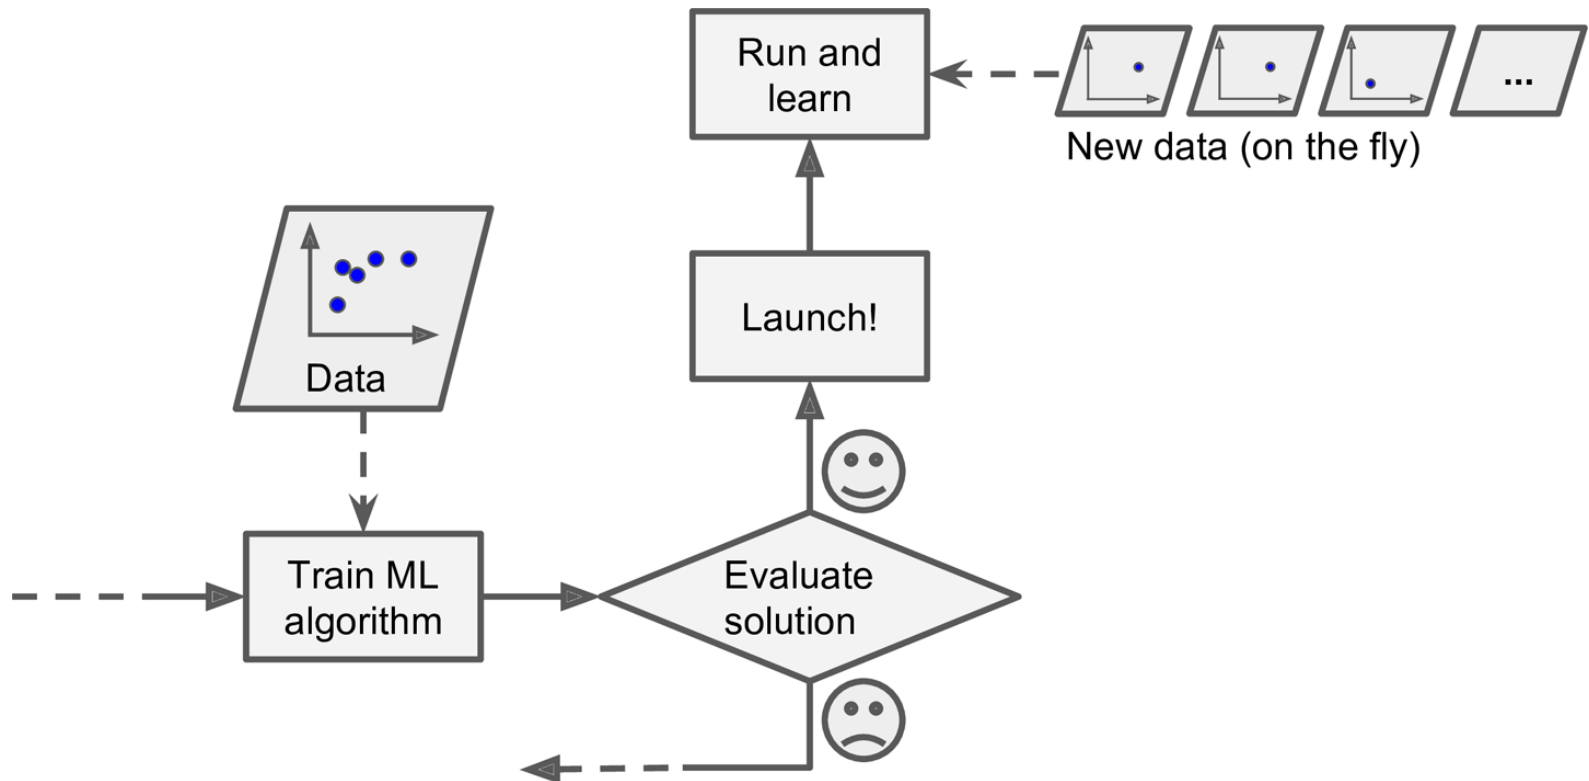 Run and
learn
...
New data (on the fly)
Launch!
Data
Train ML
algorithm
Evaluate
solution